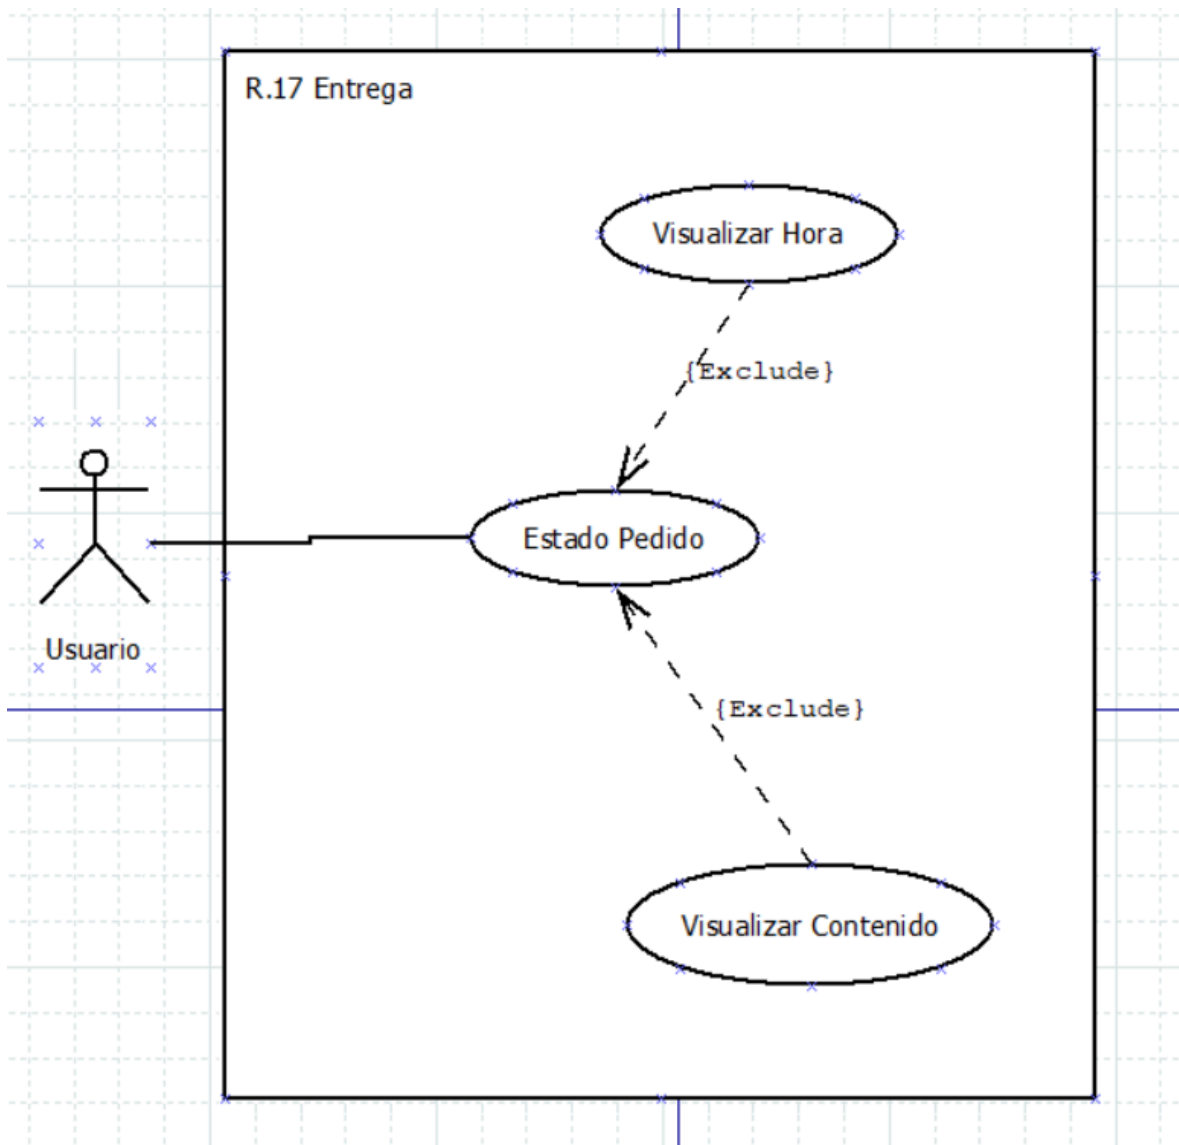 R.17 Entrega
Visualizar Hora
{Exclude}
Estado Pedido
Usuario
{Exclude}
Visualizar Contenido